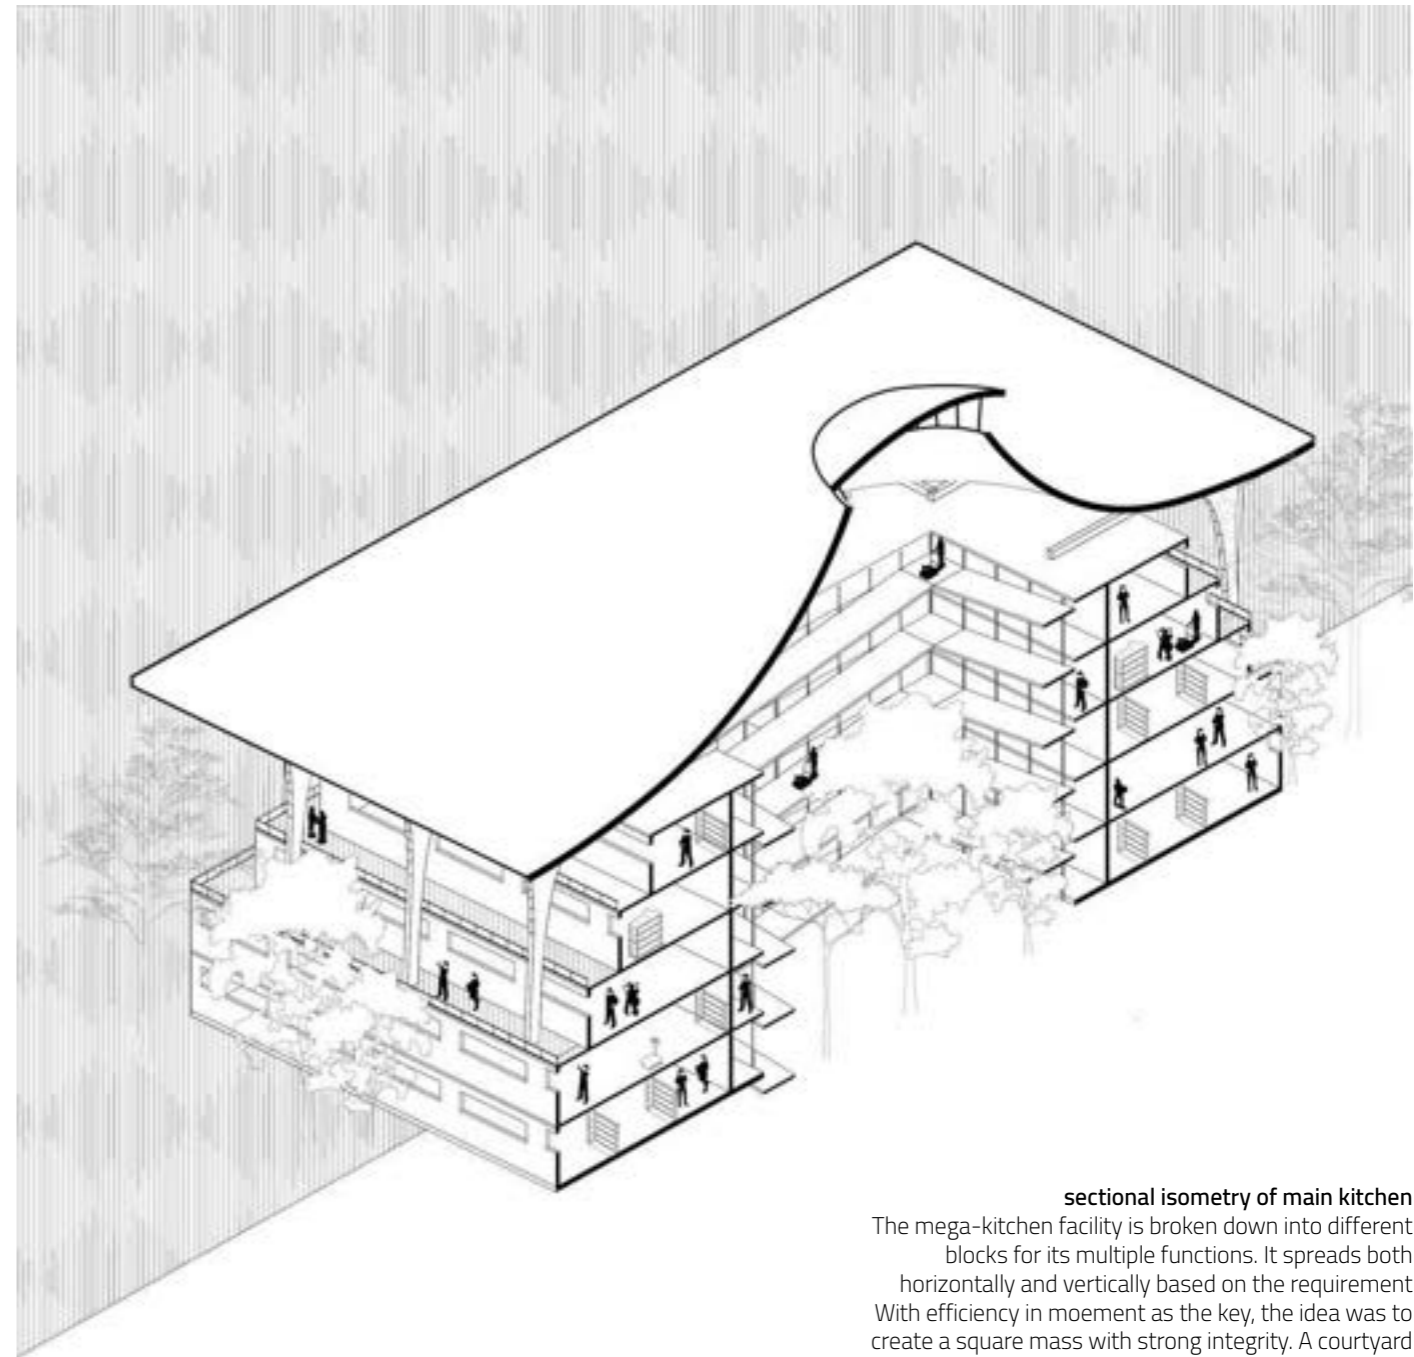 sectional isometry of main kitchen
The mega-kitchen facility is broken down into different
blocks for its multiple functions. It spreads both
horizontally and vertically based on the requirement
With efficiency in moement as the key, the idea was to
create a square mass with strong integrity. A courtyard